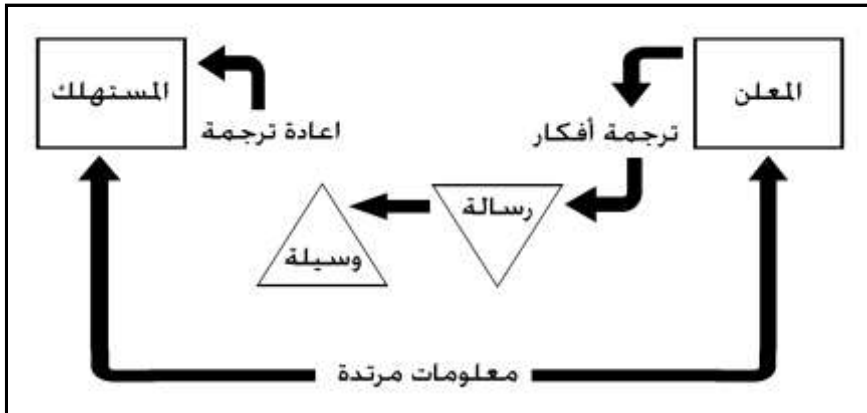 المعلن
المستهلك
ترجمة أفكار
اعادة ترجمة
رسالة
وسيلة
معلومات مرتدة